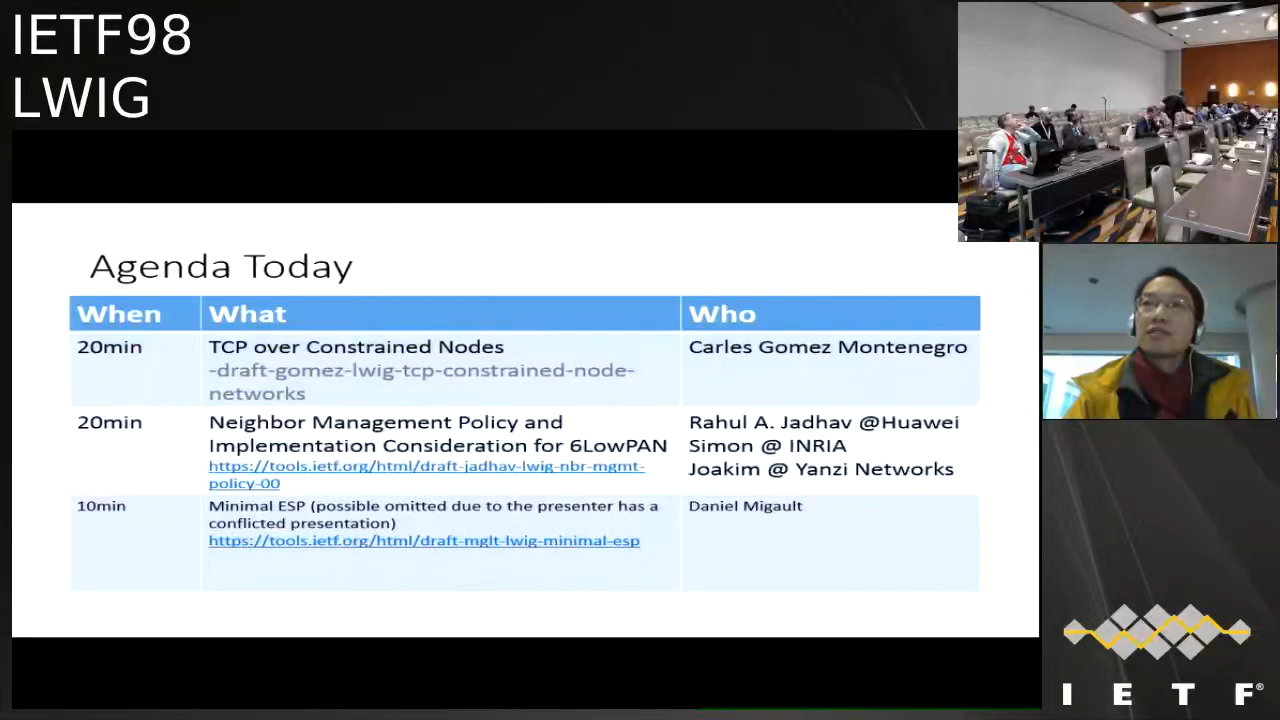 IETF98
LWIG
Agenda Today
When What Who
20min TCP over Constrained Nodes Carles Gomez Montenegro
-draft-gomez-lwig-tcp-constrained-node-
networks
20min Neighbor Management Policy and Rahul A. Jadhav @Huawei
Implementation Consideration for 6LowPAN Simon @ INRIA
https://tools.ietf.org/html/draft-jadhav-lwig-nbr-mgmt- Joakim @ Yanzi Networks
policy-00
10min Minimal ESP (possible omitted due to the presenter has a Daniel Migault
conflicted presentation)
https://tools.ietf.org/html/draft-mglt-lwig-minimal-esp
I E T F®